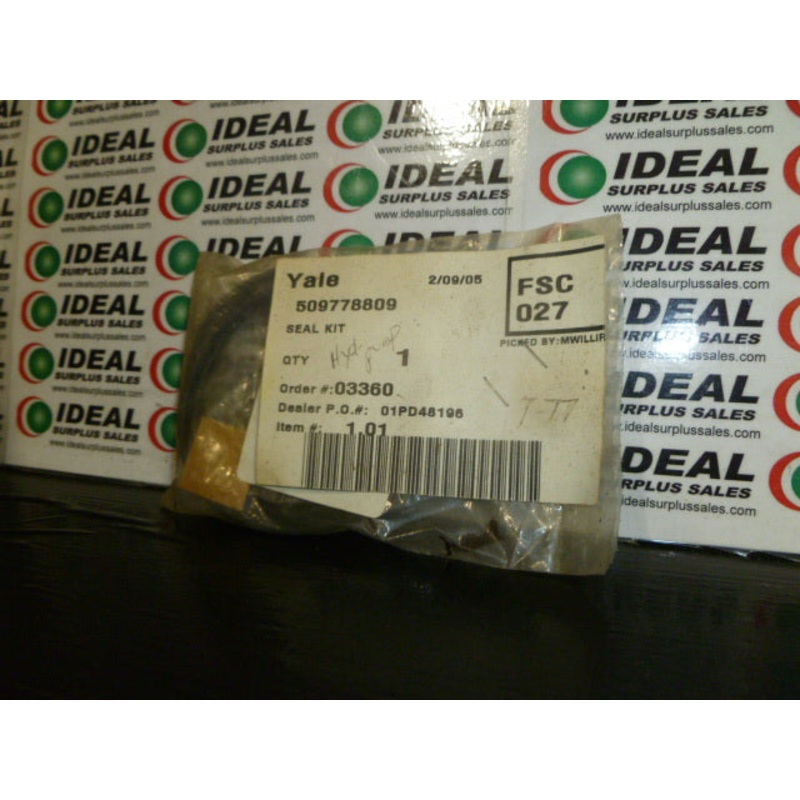 Yale
2/09/05
FSC
027
509778809
SEAL KIT
PICKED BY: MWILLIF
QTY 1
Order #: 03360
Dealer P.O.#: 01PD48196
Item #: 1.01
IDEAL
SURPLUS SALES
www.idealsurplussales.com